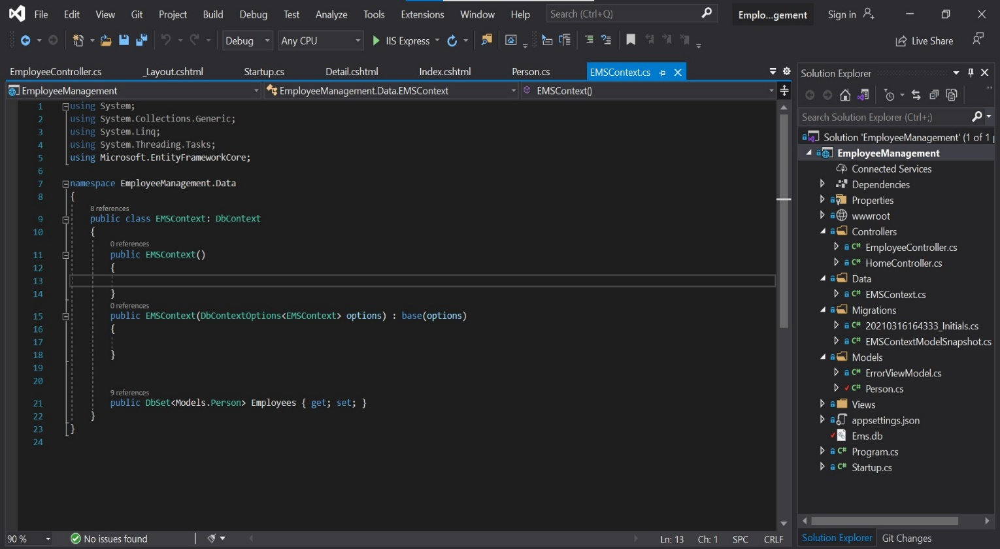 File Edit View Git Project Build Debug Test Analyze Tools Extensions Window Help Search (Ctrl+Q) Emplo...gement Sign in
Debug Any CPU IIS Express Live Share
EmployeeController.cs _Layout.cshtml Startup.cs Detail.cshtml Index.cshtml Person.cs EMSContext.cs
EmployeeManagement EmployeeManagement.Data.EMSContext EMSContext()
1 using System;
2 using System.Collections.Generic;
3 using System.Linq;
4 using System.Threading.Tasks;
5 using Microsoft.EntityFrameworkCore;
6
7 namespace EmployeeManagement.Data
8 {
8 references
9 public class EMSContext: DbContext
10 {
0 references
11 public EMSContext()
12 {
13
14 }
0 references
15 public EMSContext(DbContextOptions<EMSContext> options) : base(options)
16 {
17
18 }
19
20
9 references
21 public DbSet<Models.Person> Employees { get; set; }
22 }
23 }
24
90 % No issues found Ln: 13 Ch: 1 SPC CRLF
Solution Explorer
Search Solution Explorer (Ctrl+;)
Solution 'EmployeeManagement' (1 of 1 p
EmployeeManagement
Connected Services
Dependencies
Properties
wwwroot
Controllers
C# EmployeeController.cs
C# HomeController.cs
Data
C# EMSContext.cs
Migrations
C# 20210316164333_Initials.cs
C# EMSContextModelSnapshot.cs
Models
C# ErrorViewModel.cs
C# Person.cs
Views
appsettings.json
Ems.db
C# Program.cs
C# Startup.cs
Solution Explorer Git Changes